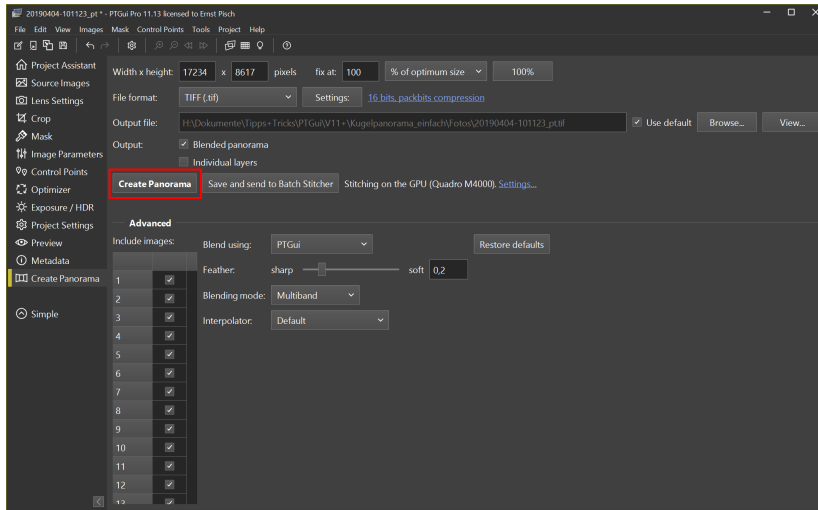 20190404-101123_pt * - PTGui Pro 11.13 licensed to Ernst Pisch
File Edit View Images Mask Control Points Tools Project Help
Project Assistant
Source Images
Lens Settings
Crop
Mask
Image Parameters
Control Points
Optimizer
Exposure / HDR
Project Settings
Preview
Metadata
Create Panorama
Simple
Width x height: 17234 x 8617 pixels fix at: 100 % of optimum size 100%
File format: TIFF (.tif) Settings: 16 bits, packbits compression
Output file: H:\Dokumente\Tipps+Tricks\PTGui\V11+\Kugelpanorama_einfach\Fotos\20190404-101123_pt.tif Use default Browse... View...
Output: Blended panorama
Individual layers
Create Panorama Save and send to Batch Stitcher Stitching on the GPU (Quadro M4000). Settings...
Advanced
Include images:
Blend using: PTGui Restore defaults
Feather: sharp soft 0,2
Blending mode: Multiband
Interpolator: Default
1
2
3
4
5
6
7
8
9
10
11
12
13